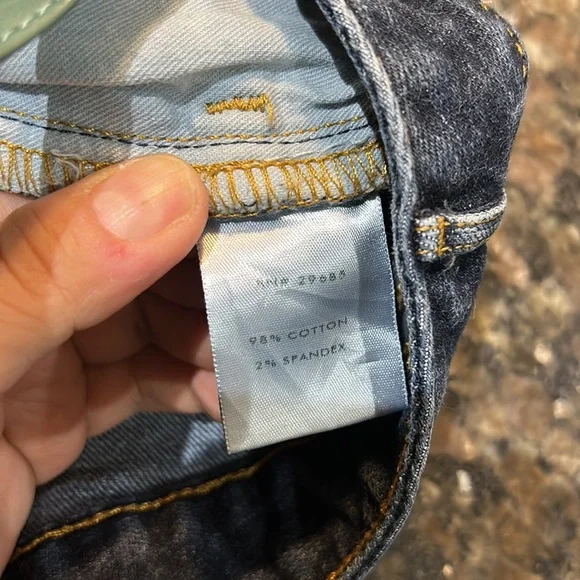 RN# 29685
98% COTTON
2% SPANDEX